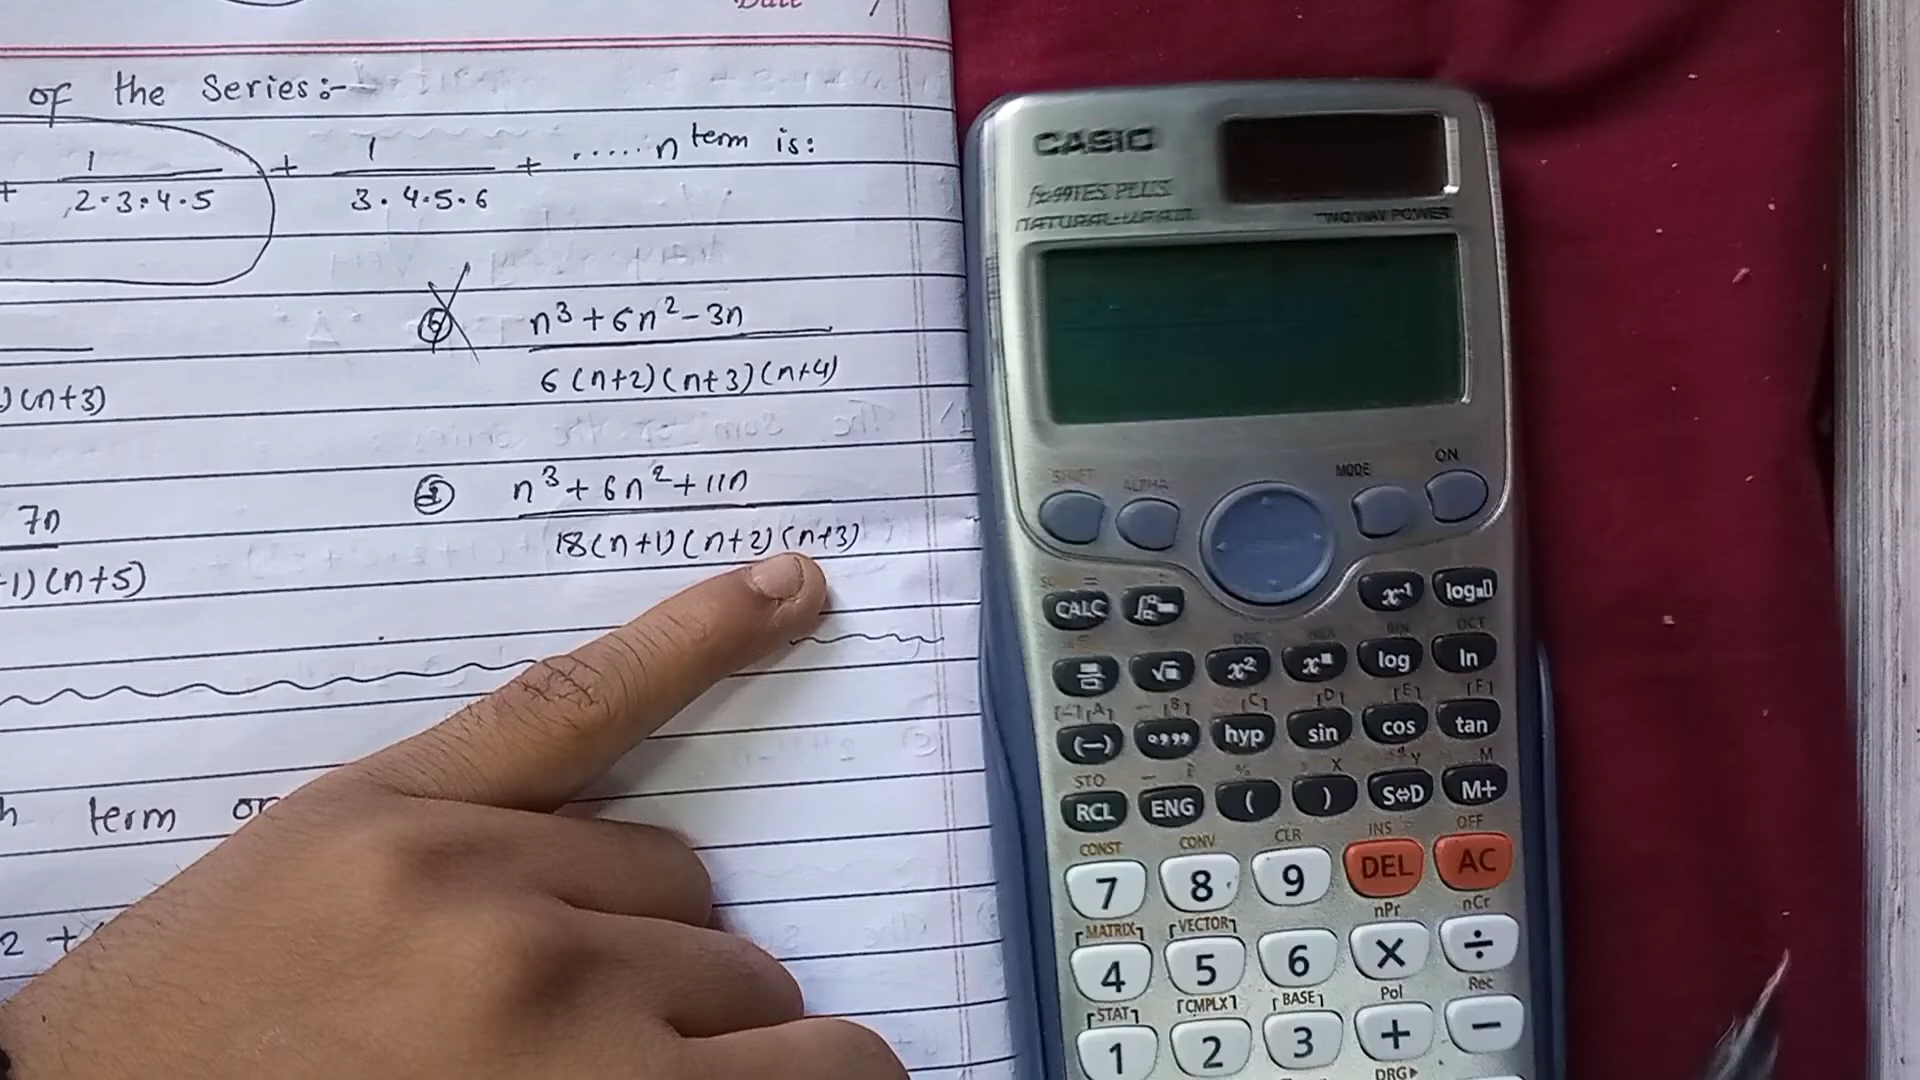 Date /
of the Series:-
+ 1/2·3·4·5 + 1/3·4·5·6 + ..... n term is:
n³+6n²-3n
6(n+2)(n+3)(n+4)
)(n+3)
n³+6n²+11n
18(n+1)(n+2)(n+3)
7n
+1)(n+5)
term or
2 +
CASIO
fx-991ES PLUS
TWO WAY POWER
SHIFT ALPHA MODE ON
CALC x⁻¹ log
√ x² log ln
(−) hyp sin cos tan
STO M
RCL ENG ( ) S⇔D M+
CONST CONV CLR INS OFF
7 8 9 DEL AC
nPr nCr
MATRIX VECTOR
4 5 6 × ÷
STAT CMPLX BASE Pol Rec
1 2 3 + −
DRG▸